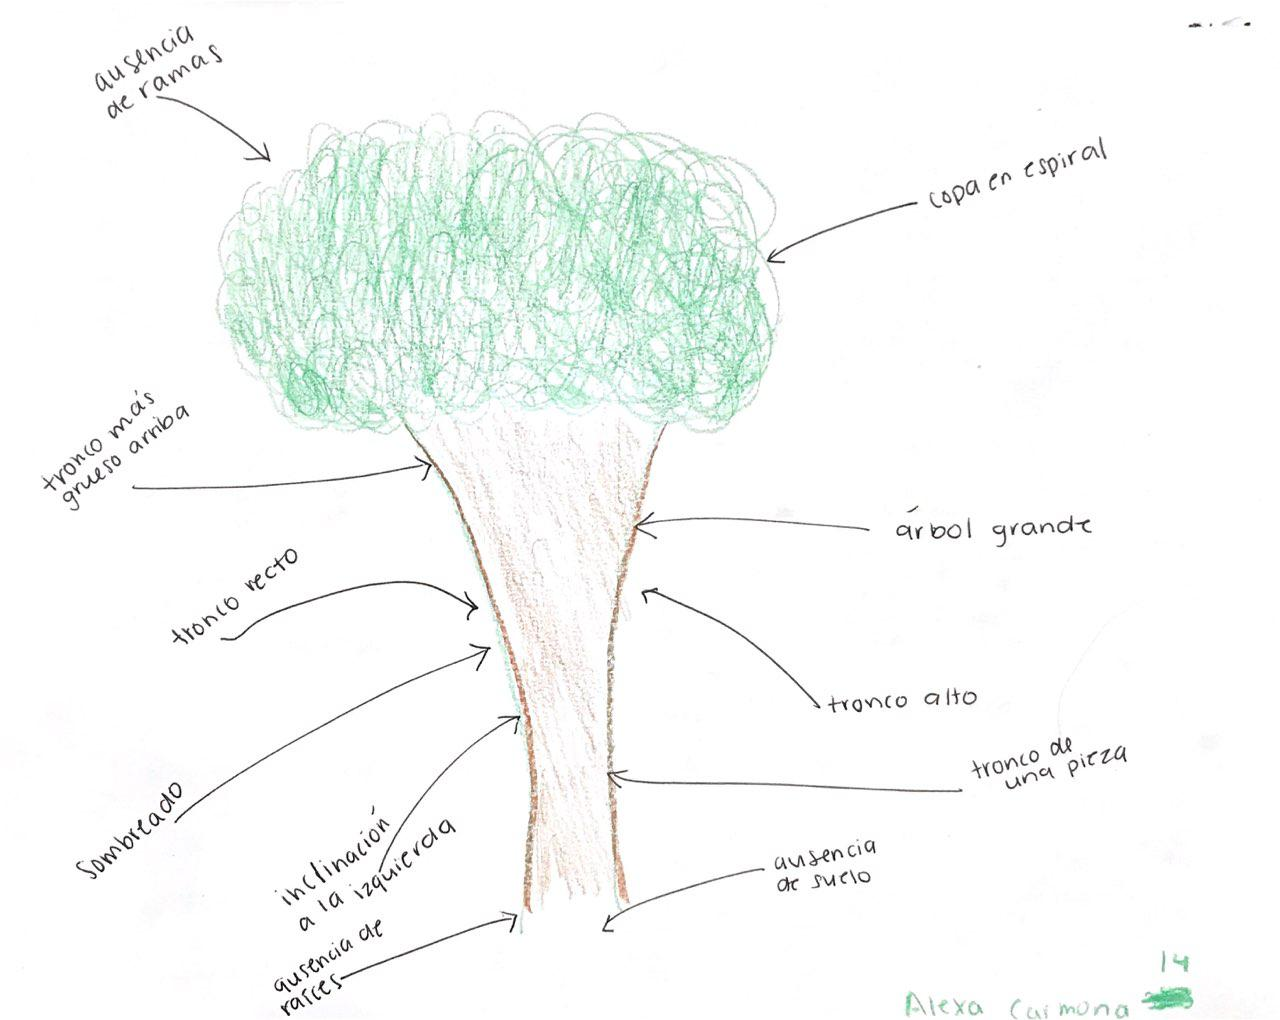 ausencia
de ramas
copa en espiral
tronco más
grueso arriba
árbol grande
tronco recto
tronco alto
tronco de
una pieza
Sombreado
inclinación
a la izquierda
ausencia
de suelo
ausencia de
raíces
14
Alexa Carmona